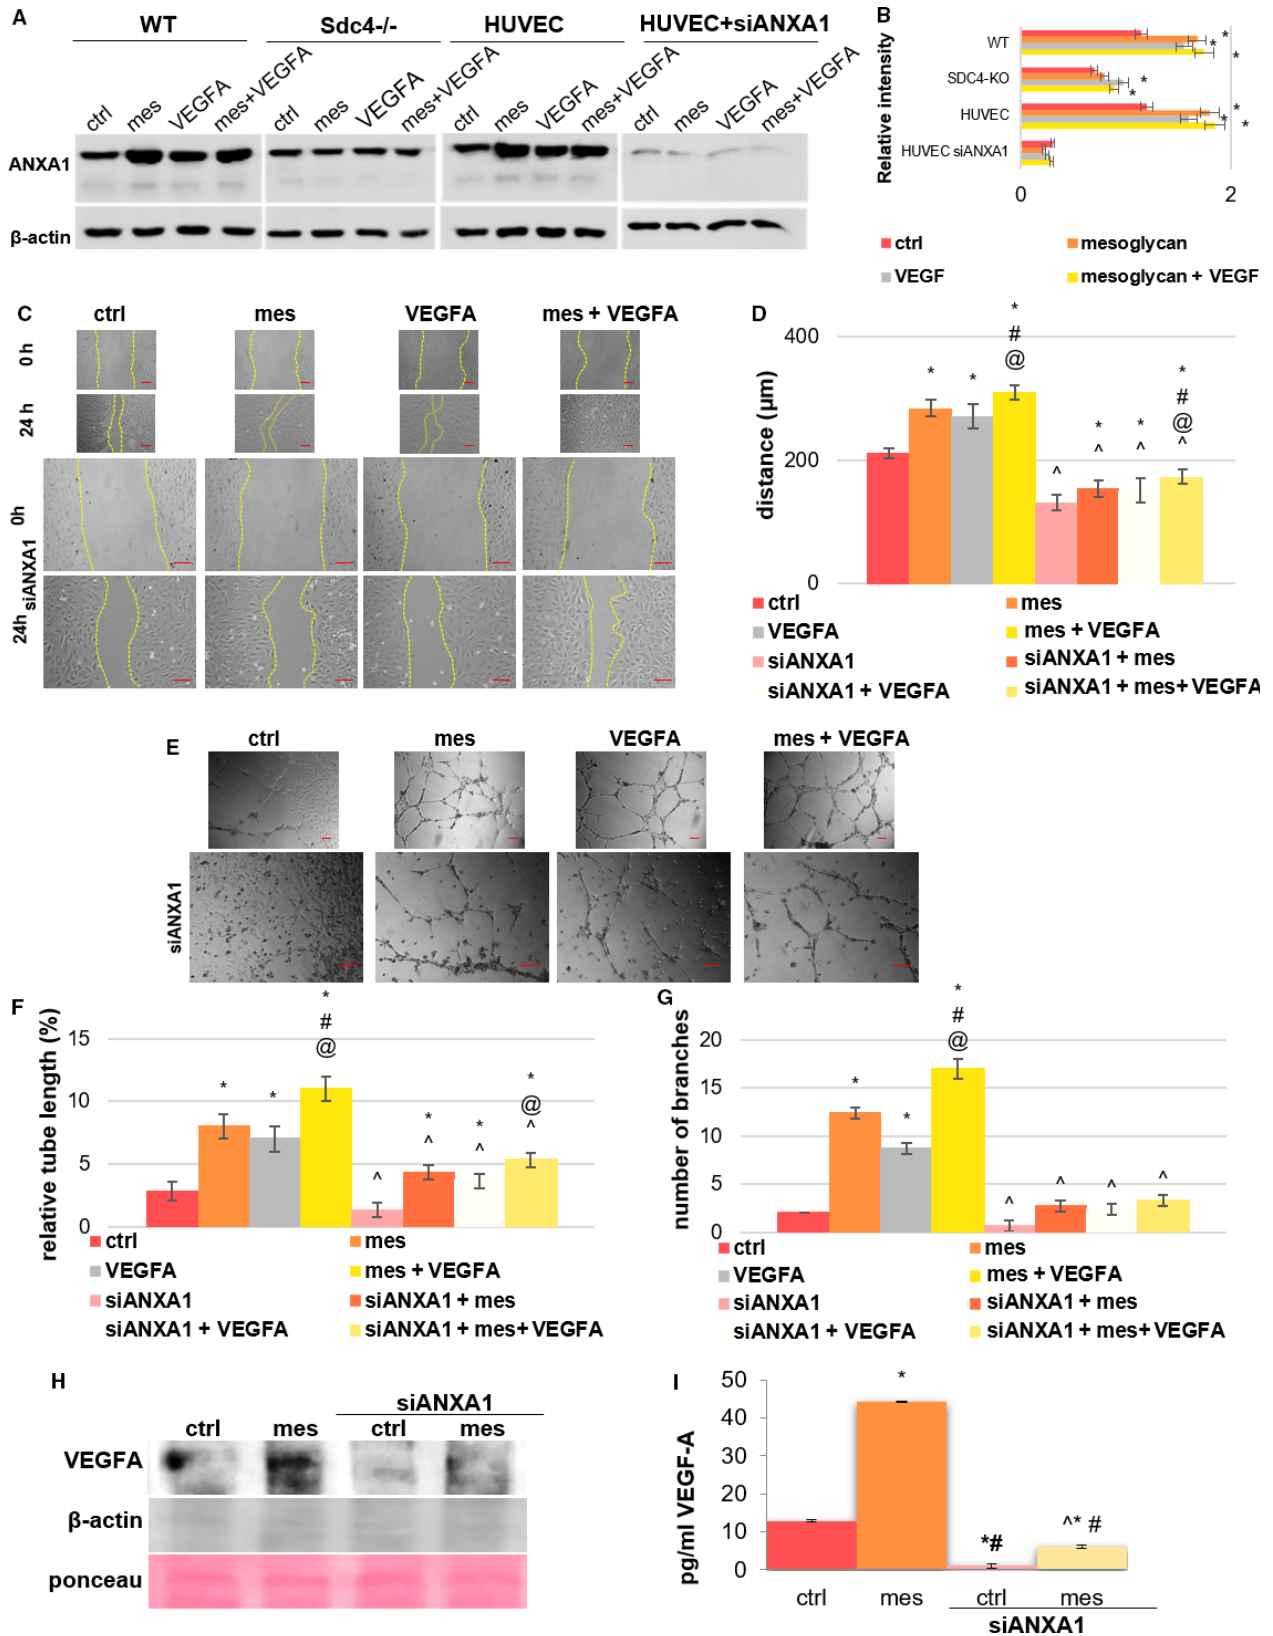 A
WT
Sdc4-/-
HUVEC
HUVEC+siANXA1
ctrl mes VEGFA mes+VEGFA ctrl mes VEGFA mes+VEGFA ctrl mes VEGFA mes+VEGFA ctrl mes VEGFA mes+VEGFA
ANXA1
β-actin
B
Relative intensity
WT * * *
SDC4-KO * *
HUVEC * * *
HUVEC siANXA1
0 2
ctrl mesoglycan
VEGF mesoglycan + VEGF
C
ctrl mes VEGFA mes + VEGFA
0 h
24 h
siANXA1
0h
24h
D
distance (µm)
400
200
0
* * * # @ ^ * ^ * ^ * # @ ^
ctrl mes
VEGFA mes + VEGFA
siANXA1 siANXA1 + mes
siANXA1 + VEGFA siANXA1 + mes+VEGFA
E
ctrl mes VEGFA mes + VEGFA
siANXA1
F
relative tube length (%)
15
10
5
0
* * * # @ ^ * ^ * ^ * @ ^
ctrl mes
VEGFA mes + VEGFA
siANXA1 siANXA1 + mes
siANXA1 + VEGFA siANXA1 + mes+VEGFA
G
number of branches
20
15
10
5
0
* * * # @ ^ ^ ^ ^
ctrl mes
VEGFA mes + VEGFA
siANXA1 siANXA1 + mes
siANXA1 + VEGFA siANXA1 + mes+VEGFA
H
siANXA1
ctrl mes ctrl mes
VEGFA
β-actin
ponceau
I
pg/ml VEGF-A
50
40
30
20
10
0
* *# ^* #
ctrl mes ctrl mes
siANXA1